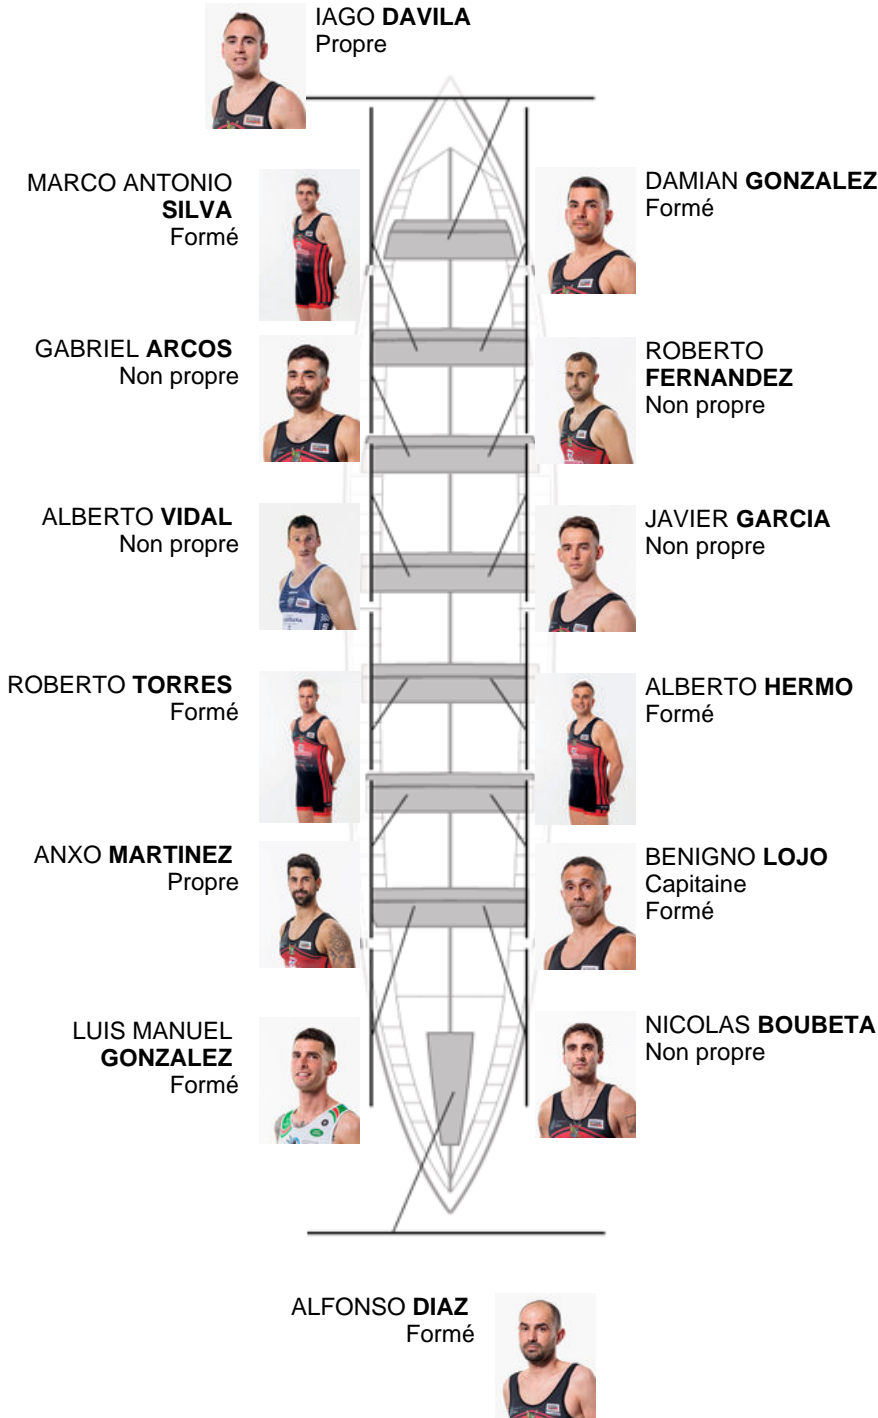 IAGO DAVILA
Propre
MARCO ANTONIO
SILVA
Formé
DAMIAN GONZALEZ
Formé
GABRIEL ARCOS
Non propre
ROBERTO
FERNANDEZ
Non propre
ALBERTO VIDAL
Non propre
JAVIER GARCIA
Non propre
ROBERTO TORRES
Formé
ALBERTO HERMO
Formé
ANXO MARTINEZ
Propre
BENIGNO LOJO
Capitaine
Formé
LUIS MANUEL
GONZALEZ
Formé
NICOLAS BOUBETA
Non propre
ALFONSO DIAZ
Formé